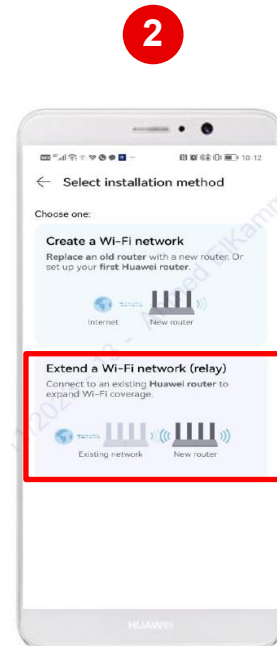 2
10:12
← Select installation method
Choose one:
Create a Wi-Fi network
Replace an old router with a new router. Or
set up your first Huawei router.
Internet New router
Extend a Wi-Fi network (relay)
Connect to an existing Huawei router to
expand Wi-Fi coverage.
Existing network New router
HUAWEI